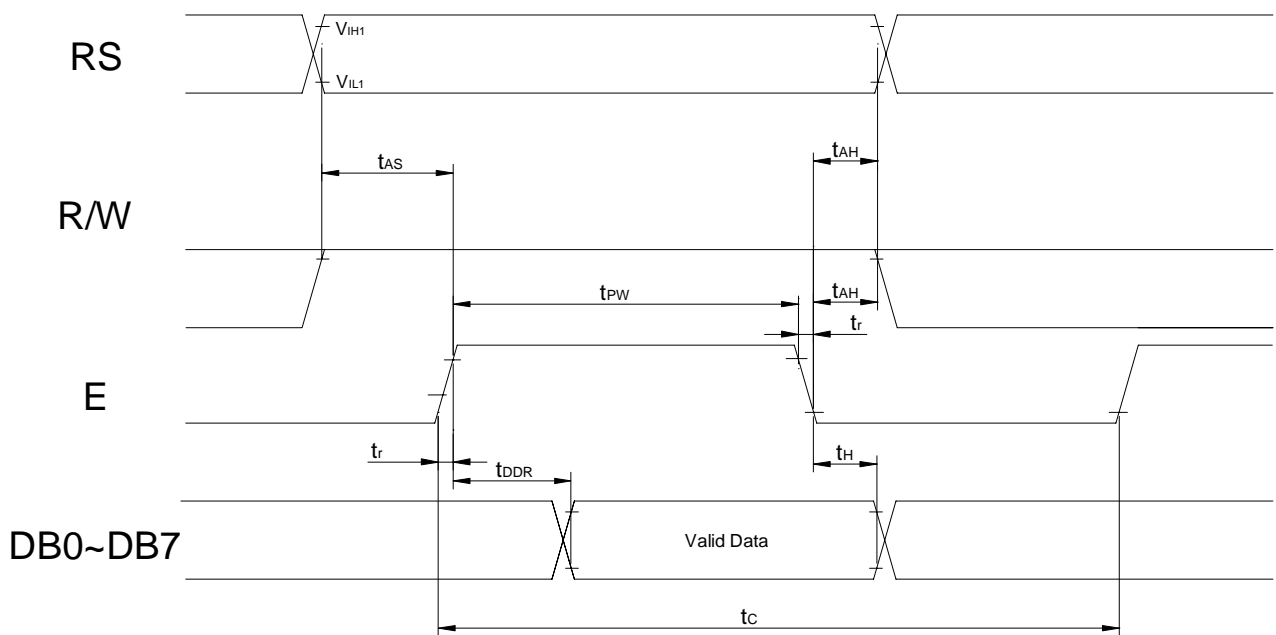 VIH1
RS
VIL1
tAS
tAH
R/W
tPW
tAH
tr
E
tr
tDDR
tH
DB0~DB7
Valid Data
tC